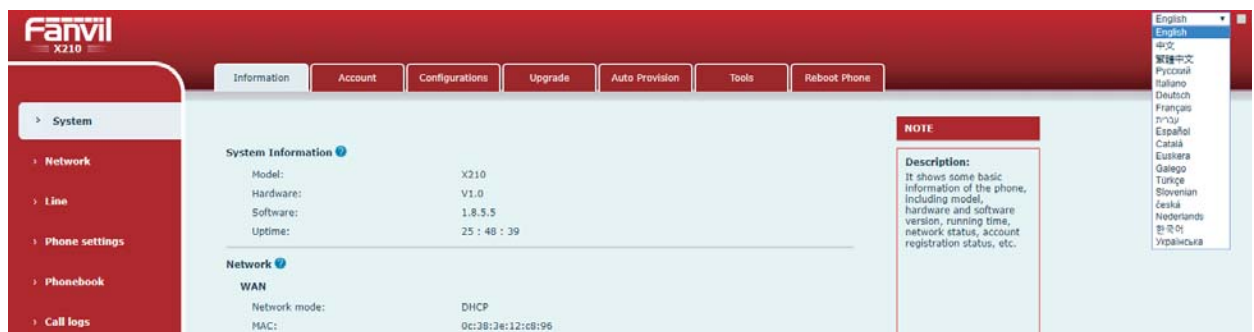 Fanvil
X210
English
Information
Account
Configurations
Upgrade
Auto Provision
Tools
Reboot Phone
English
中文
繁體中文
Русский
Italiano
Deutsch
Français
עברית
Español
Català
Euskera
Galego
Türkçe
Slovenian
česká
Nederlands
한국어
Українська
› System
› Network
› Line
› Phone settings
› Phonebook
› Call logs
System Information ?
Model: X210
Hardware: V1.0
Software: 1.8.5.5
Uptime: 25 : 48 : 39
Network ?
WAN
Network mode: DHCP
MAC: 0c:38:3e:12:c8:96
NOTE
Description:
It shows some basic
information of the phone,
including model,
hardware and software
version, running time,
network status, account
registration status, etc.